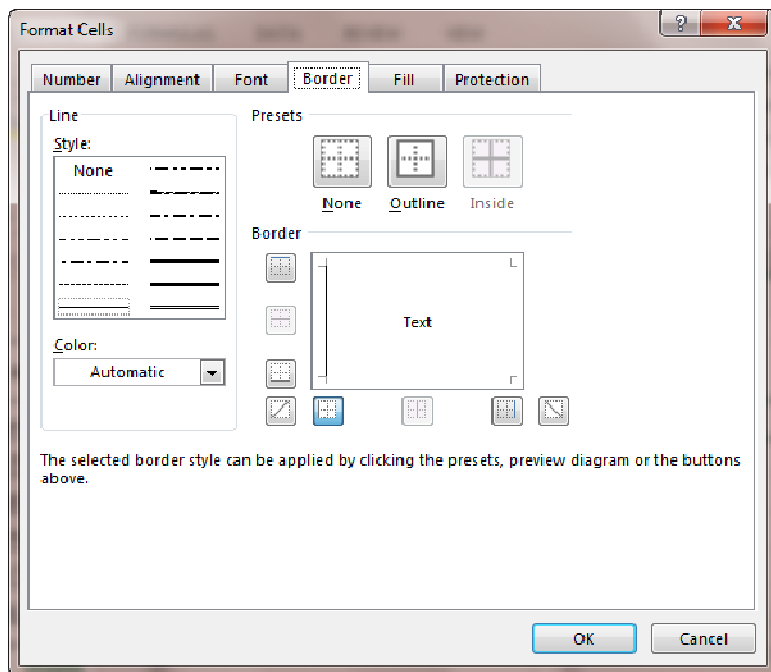 Format Cells
?
Number Alignment Font Border Fill Protection
Line
Style:
None
Color:
Automatic
Presets
None Outline Inside
Border
Text
The selected border style can be applied by clicking the presets, preview diagram or the buttons
above.
OK Cancel